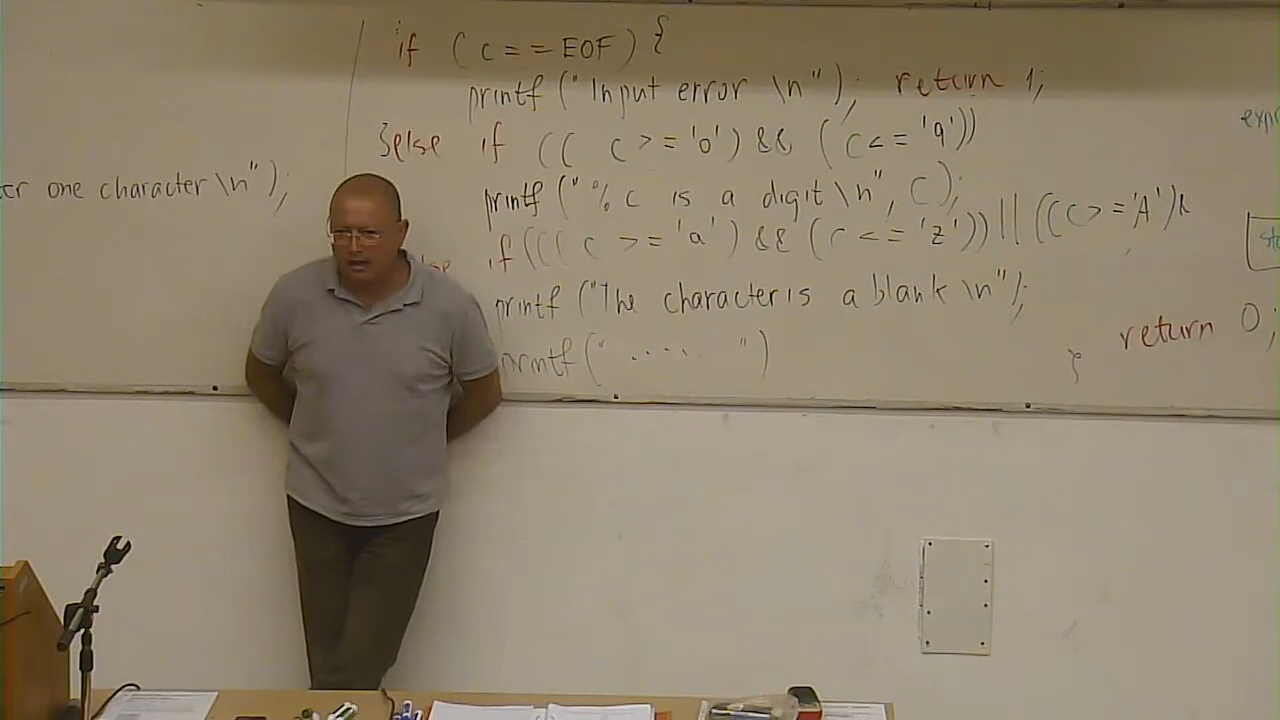 if (c == EOF) {
printf ("Input error \n"); return 1;
}else if (( c >= '0') && ( c <= '9'))
one character \n");
printf ("%c is a digit \n", c);
if((( c >= 'a') && (c <= 'z')) || ((c >= 'A')&
printf ("The character is a blank \n");
return 0;
printf (" ..... ")
}